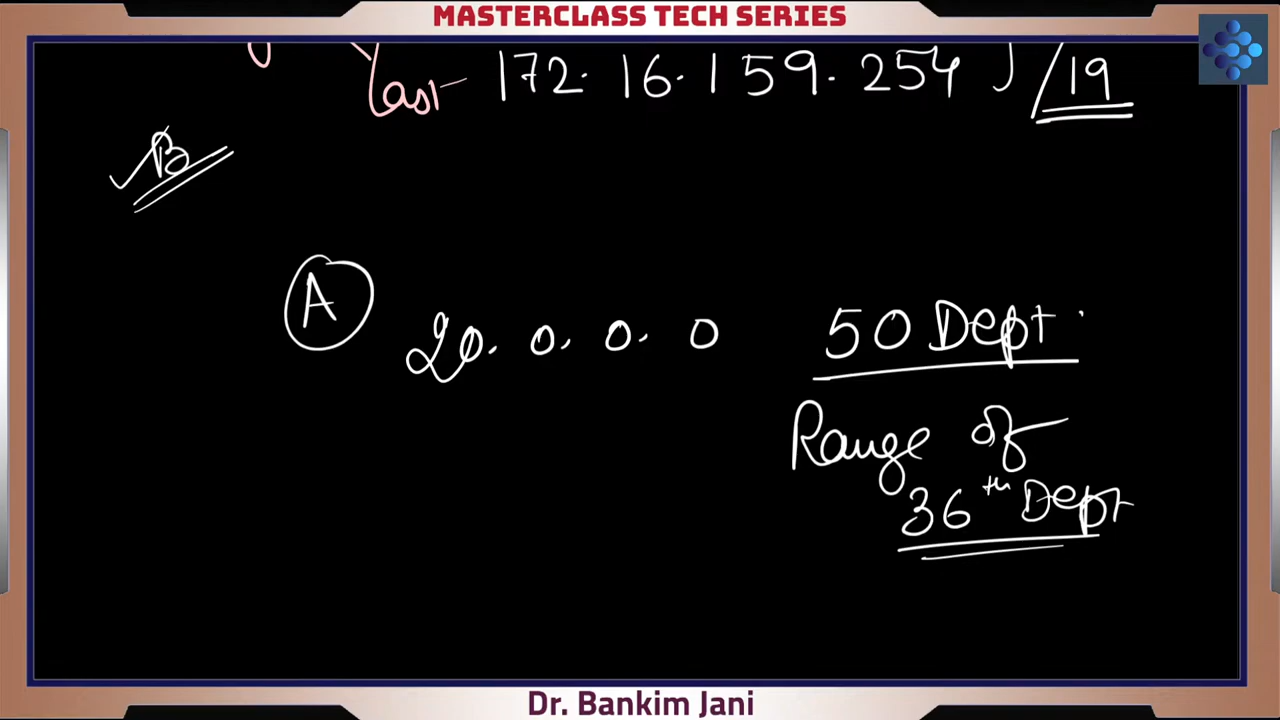 MASTERCLASS TECH SERIES
last 172.16.159.254 /19
B
A 20.0.0.0 50 Dept.
Range of
36th Dept
Dr. Bankim Jani